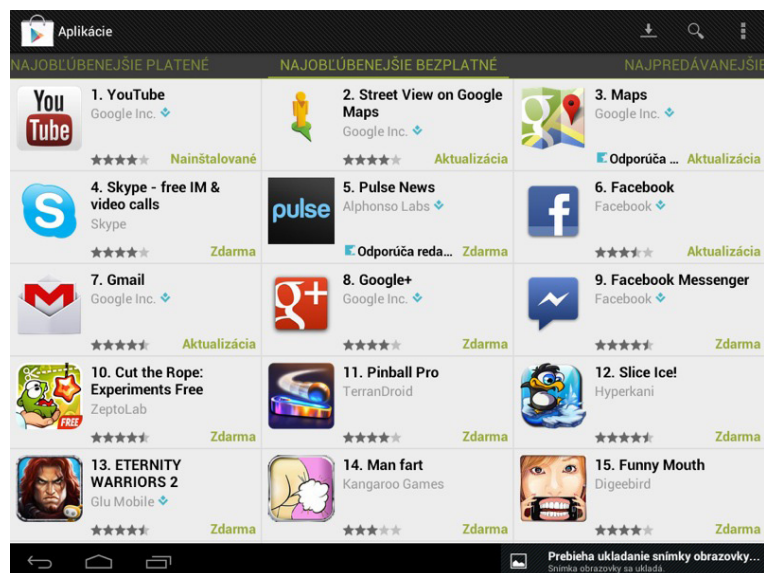 Aplikácie
NAJOBĽÚBENEJŠIE PLATENÉ
NAJOBĽÚBENEJŠIE BEZPLATNÉ
NAJPREDÁVANEJŠIE
You
Tube
1. YouTube
Google Inc.
Nainštalované
2. Street View on Google
Maps
Google Inc.
Aktualizácia
3. Maps
Google Inc.
Odporúča ... Aktualizácia
S
4. Skype - free IM &
video calls
Skype
Zdarma
pulse
5. Pulse News
Alphonso Labs
Odporúča reda... Zdarma
f
6. Facebook
Facebook
Aktualizácia
7. Gmail
Google Inc.
Aktualizácia
g+
8. Google+
Google Inc.
Zdarma
9. Facebook Messenger
Facebook
Zdarma
FREE
10. Cut the Rope:
Experiments Free
ZeptoLab
Zdarma
11. Pinball Pro
TerranDroid
Zdarma
12. Slice Ice!
Hyperkani
Zdarma
13. ETERNITY
WARRIORS 2
Glu Mobile
Zdarma
14. Man fart
Kangaroo Games
Zdarma
15. Funny Mouth
Digeebird
Zdarma
Prebieha ukladanie snímky obrazovky...
Snímka obrazovky sa ukladá.